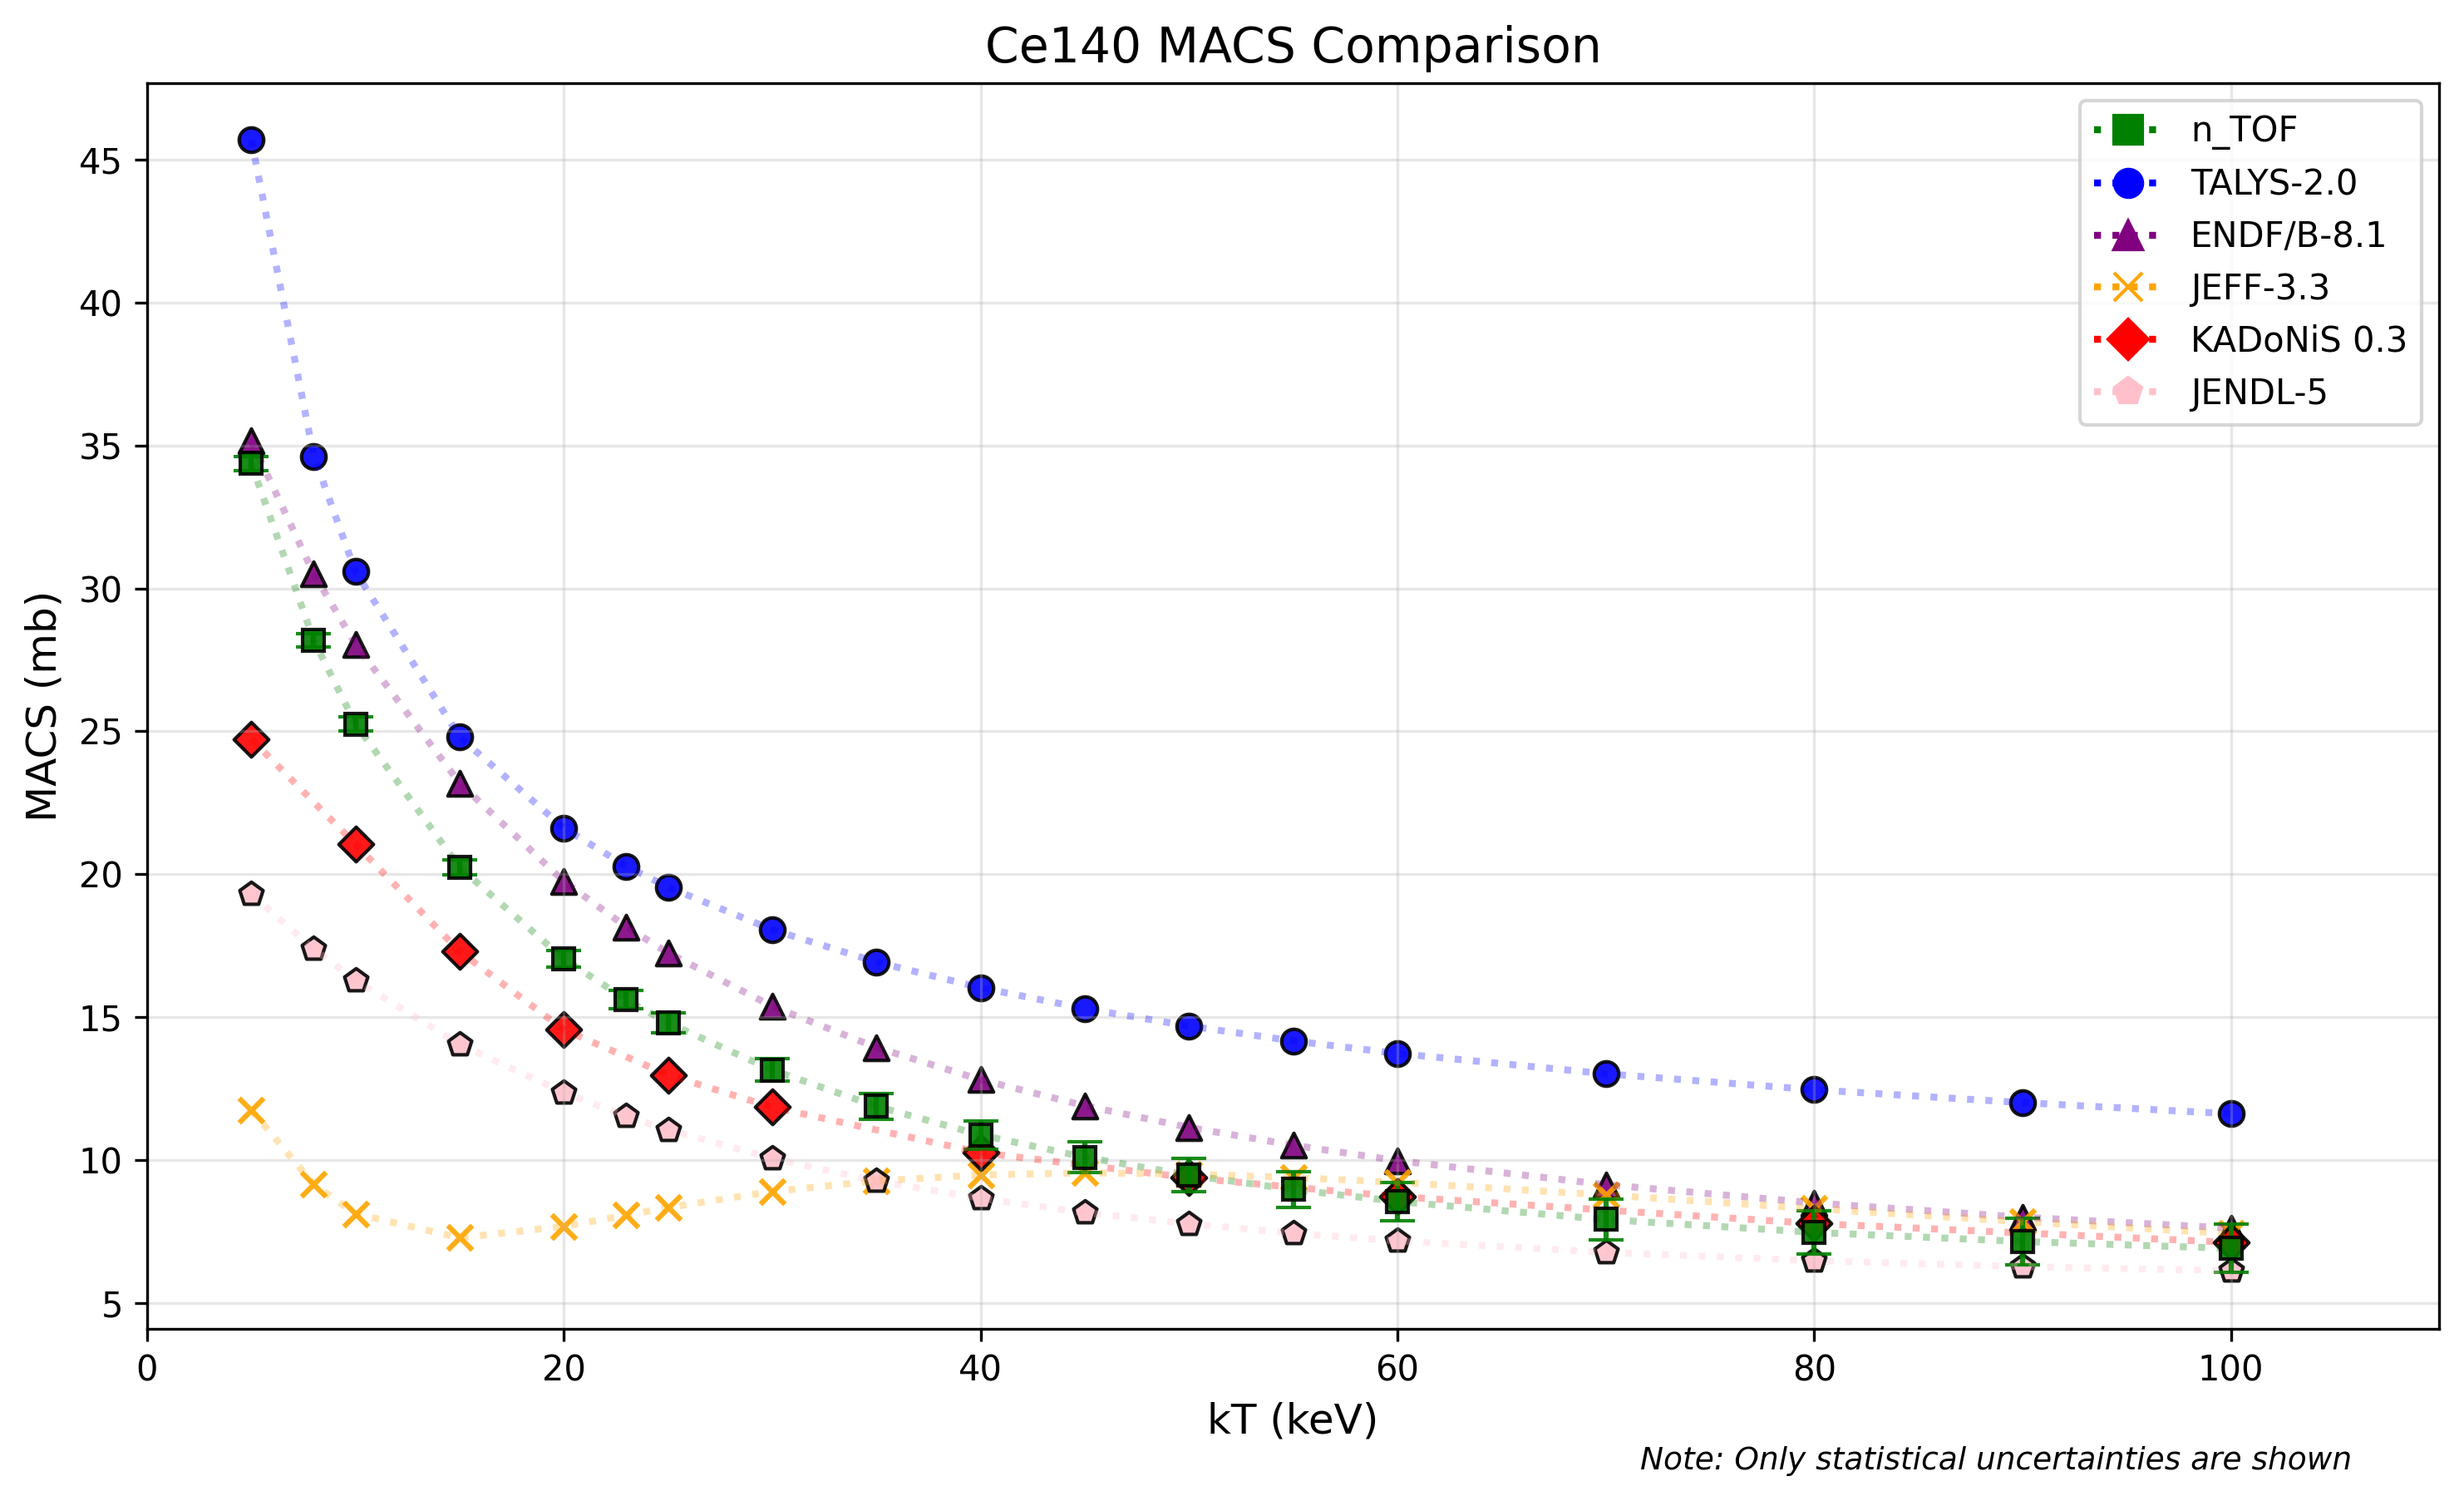 Ce140 MACS Comparison
MACS (mb)
45
40
35
30
25
20
15
10
5
n_TOF
TALYS-2.0
ENDF/B-8.1
JEFF-3.3
KADoNiS 0.3
JENDL-5
0 20 40 60 80 100
kT (keV)
Note: Only statistical uncertainties are shown